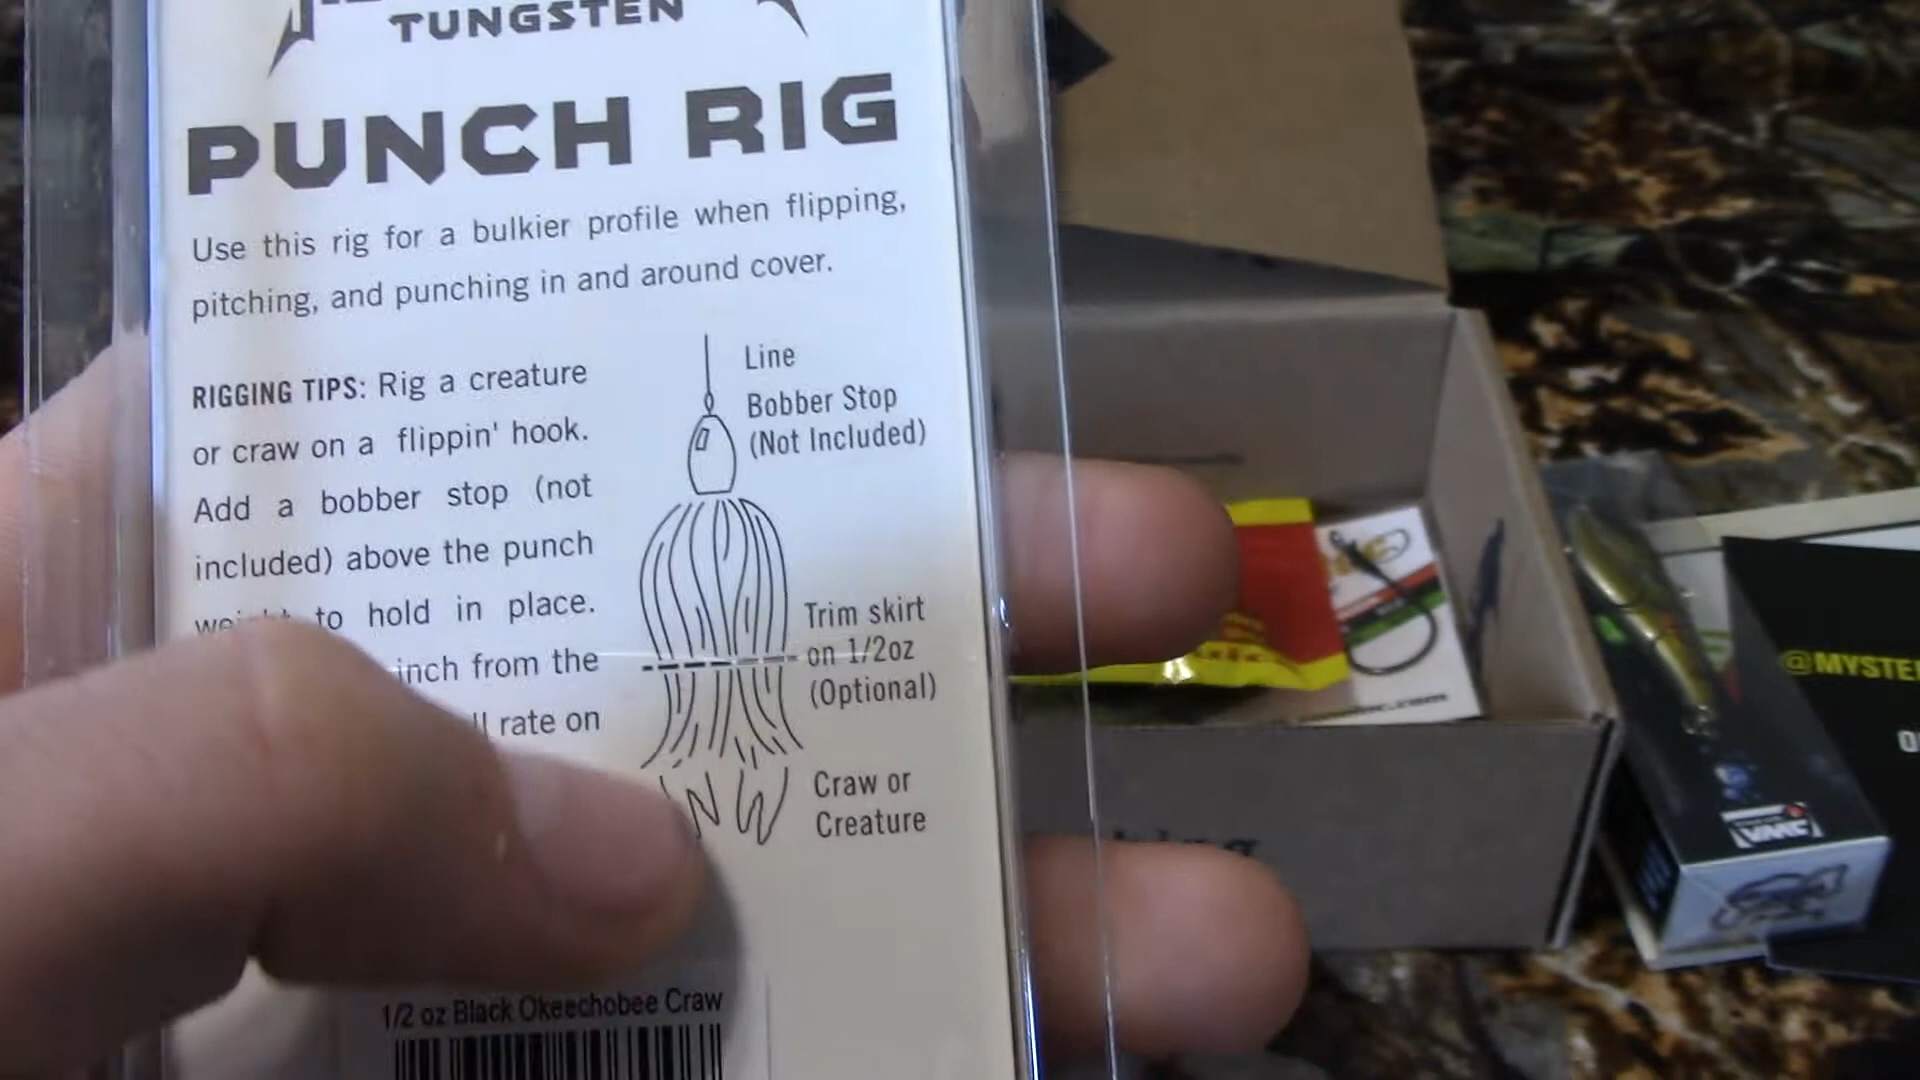 TUNGSTEN
PUNCH RIG
Use this rig for a bulkier profile when flipping,
pitching, and punching in and around cover.
RIGGING TIPS: Rig a creature
or craw on a flippin' hook.
Add a bobber stop (not
included) above the punch
to hold in place.
inch from the
rate on
Line
Bobber Stop
(Not Included)
Trim skirt
on 1/2oz
(Optional)
Craw or
Creature
1/2 oz Black Okeechobee Craw
VMC